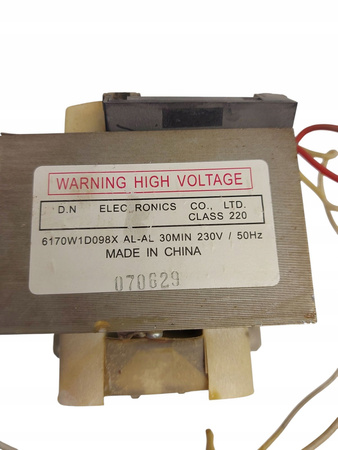 WARNING HIGH VOLTAGE
D.N ELEC RONICS CO., LTD.
CLASS 220
6170W1D098X AL-AL 30MIN 230V / 50Hz
MADE IN CHINA
070629